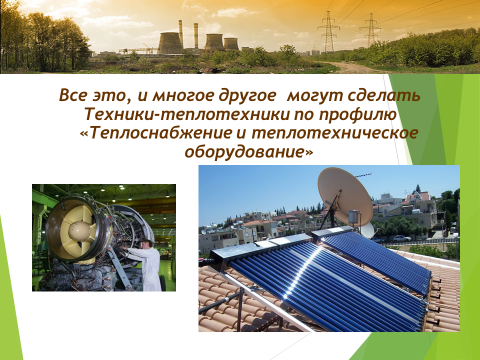 Все это, и многое другое могут сделать
Техники-теплотехники по профилю
«Теплоснабжение и теплотехническое
оборудование»